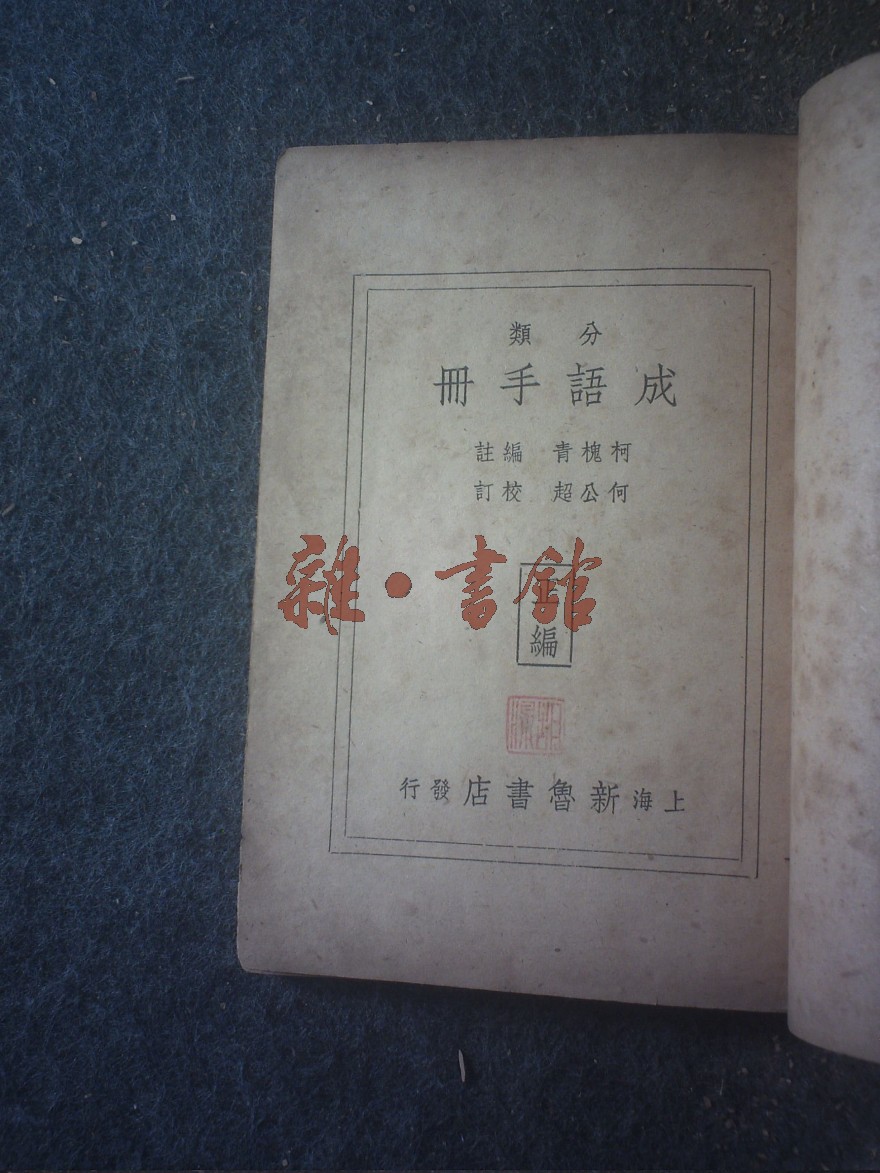 分類
成語手冊
柯槐青 編註
何公超 校訂
雜·書館
編
上海新魯書店發行